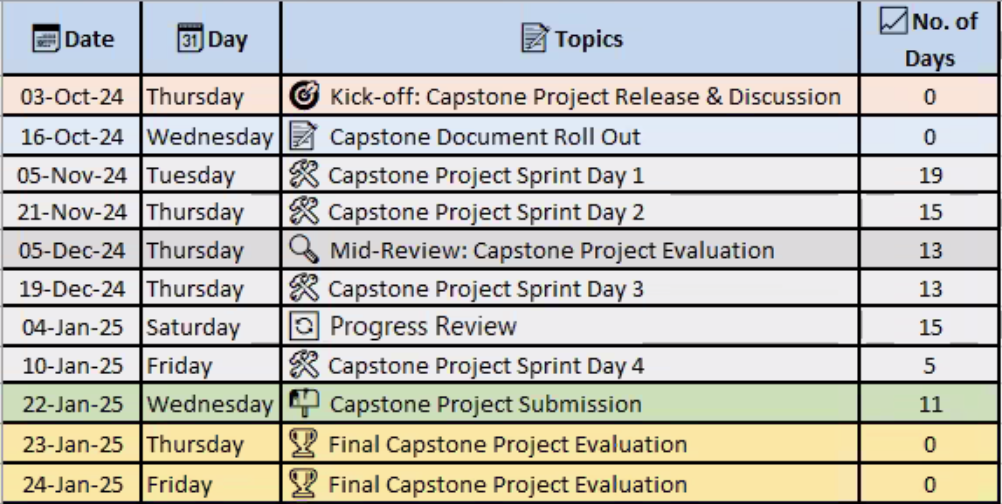 Date Day Topics No. of Days
03-Oct-24 Thursday Kick-off: Capstone Project Release & Discussion 0
16-Oct-24 Wednesday Capstone Document Roll Out 0
05-Nov-24 Tuesday Capstone Project Sprint Day 1 19
21-Nov-24 Thursday Capstone Project Sprint Day 2 15
05-Dec-24 Thursday Mid-Review: Capstone Project Evaluation 13
19-Dec-24 Thursday Capstone Project Sprint Day 3 13
04-Jan-25 Saturday Progress Review 15
10-Jan-25 Friday Capstone Project Sprint Day 4 5
22-Jan-25 Wednesday Capstone Project Submission 11
23-Jan-25 Thursday Final Capstone Project Evaluation 0
24-Jan-25 Friday Final Capstone Project Evaluation 0